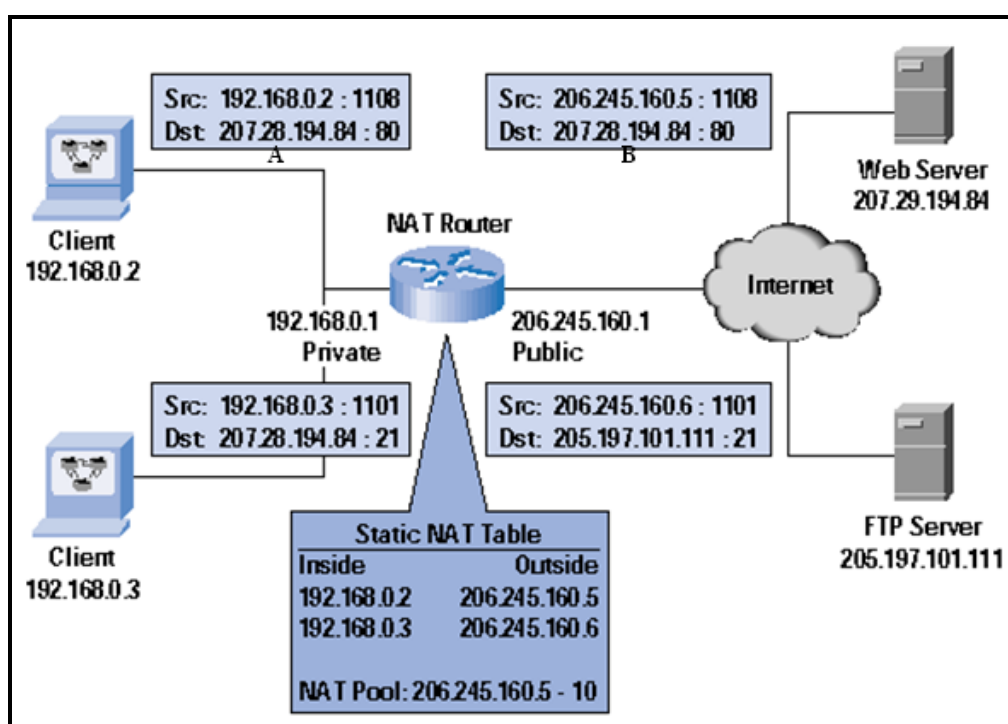 Src: 192.168.0.2 : 1108
Dst: 207.28.194.84 : 80
A
Src: 206.245.160.5 : 1108
Dst: 207.28.194.84 : 80
B
Client
192.168.0.2
NAT Router
Web Server
207.29.194.84
Internet
192.168.0.1
Private
206.245.160.1
Public
Src: 192.168.0.3 : 1101
Dst: 207.28.194.84 : 21
Src: 206.245.160.6 : 1101
Dst: 205.197.101.111 : 21
Client
192.168.0.3
FTP Server
205.197.101.111
Static NAT Table
Inside Outside
192.168.0.2 206.245.160.5
192.168.0.3 206.245.160.6
NAT Pool: 206.245.160.5 - 10